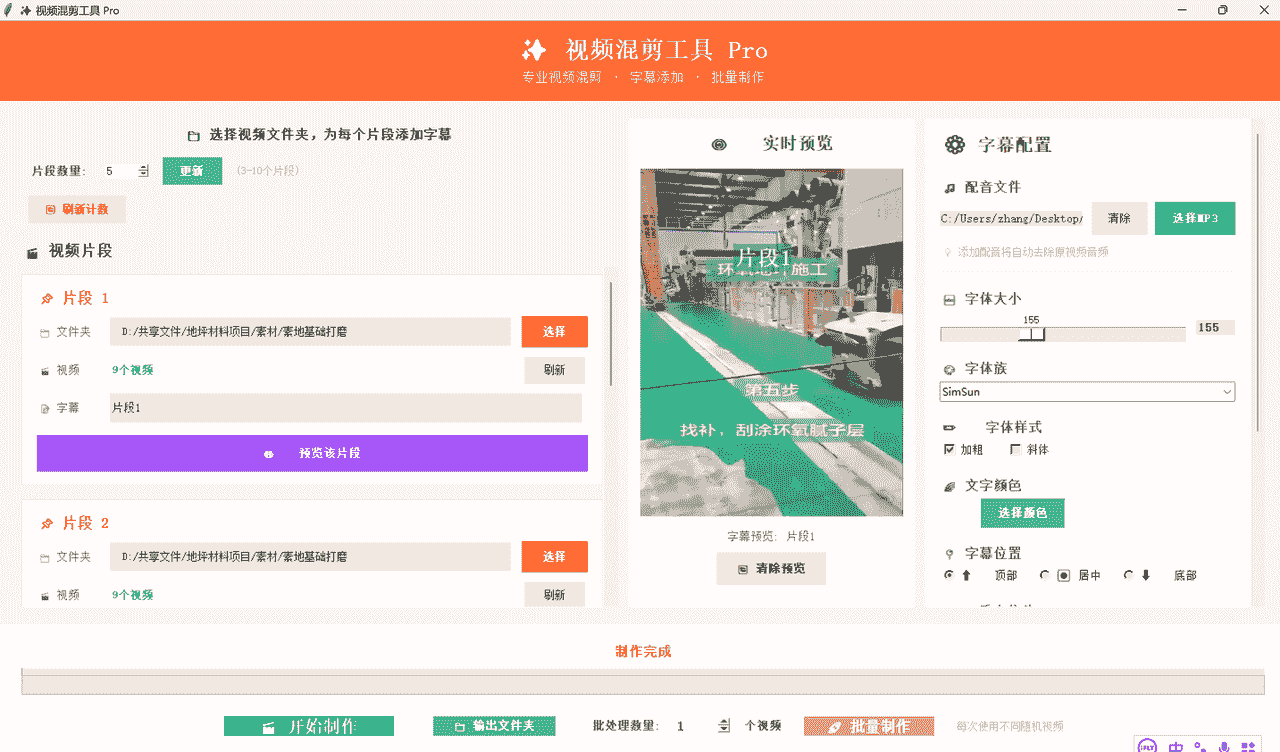 视频混剪工具 Pro
视频混剪工具 Pro
专业视频混剪 · 字幕添加 · 批量制作
选择视频文件夹，为每个片段添加字幕
片段数量: 5 更新 (3-10个片段)
刷新计数
视频片段
片段 1
文件夹 D:/共享文件/地坪材料项目/素材/素地基础打磨 选择
视频 9个视频 刷新
字幕 片段1
预览该片段
片段 2
文件夹 D:/共享文件/地坪材料项目/素材/素地基础打磨 选择
视频 9个视频 刷新
实时预览
片段1
环氧地坪施工
第五步
找补，刮涂环氧腻子层
字幕预览: 片段1
清除预览
字幕配置
配音文件
C:/Users/zhang/Desktop/ 清除 选择MP3
添加配音将自动去除原视频音频
字体大小
155
155
字体族
SimSun
字体样式
加粗 斜体
文字颜色
选择颜色
字幕位置
顶部 居中 底部
制作完成
开始制作 输出文件夹 批处理数量: 1 个视频 批量制作 每次使用不同随机视频
iFLY 中